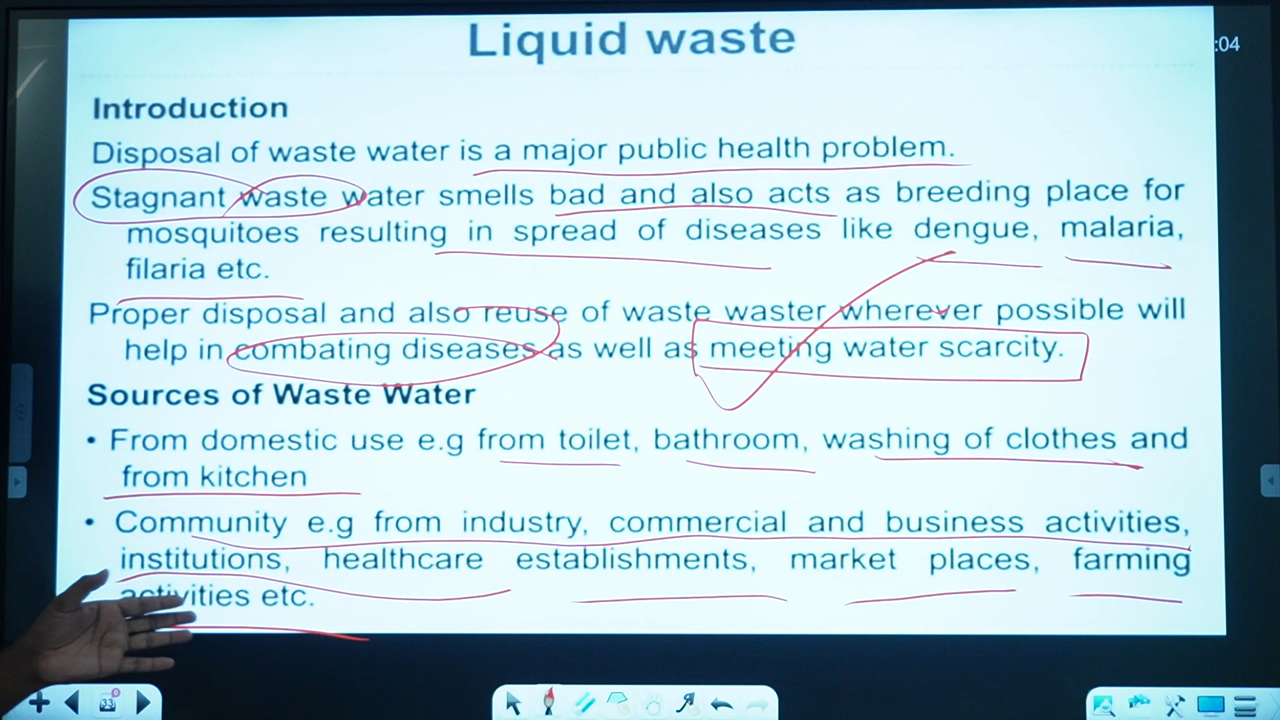 Liquid waste
:04
Introduction
Disposal of waste water is a major public health problem.
Stagnant waste water smells bad and also acts as breeding place for
mosquitoes resulting in spread of diseases like dengue, malaria,
filaria etc.
Proper disposal and also reuse of waste waster wherever possible will
help in combating diseases as well as meeting water scarcity.
Sources of Waste Water
• From domestic use e.g from toilet, bathroom, washing of clothes and
from kitchen
• Community e.g from industry, commercial and business activities,
institutions, healthcare establishments, market places, farming
activities etc.
33